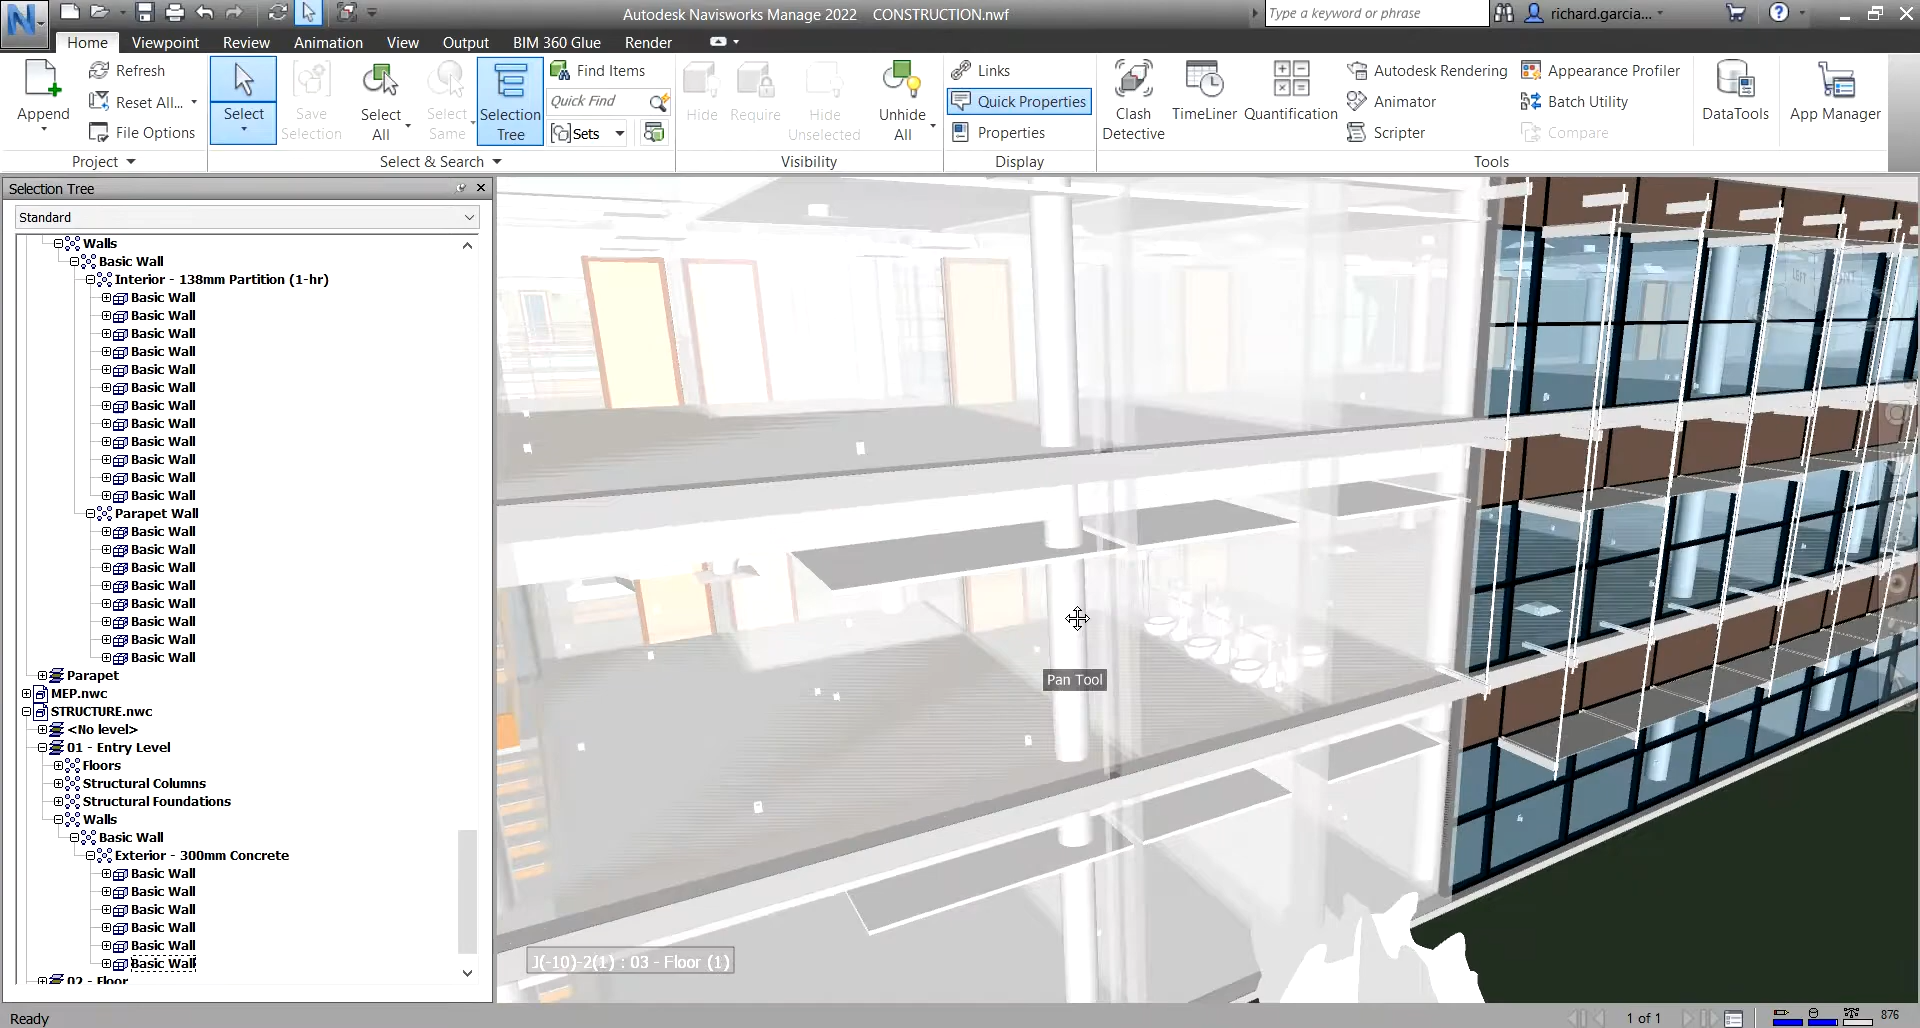 Autodesk Navisworks Manage 2022 CONSTRUCTION.nwf
Type a keyword or phrase
richard.garcia...
Home Viewpoint Review Animation View Output BIM 360 Glue Render
Append
Refresh
Reset All...
File Options
Project
Select
Save Selection
Select All
Select Same
Selection Tree
Find Items
Quick Find
Sets
Select & Search
Hide
Require
Hide Unselected
Unhide All
Visibility
Links
Quick Properties
Properties
Display
Clash Detective
TimeLiner
Quantification
Autodesk Rendering
Animator
Scripter
Appearance Profiler
Batch Utility
Compare
Tools
DataTools
App Manager
Selection Tree
Standard
Walls
Basic Wall
Interior - 138mm Partition (1-hr)
Basic Wall
Basic Wall
Basic Wall
Basic Wall
Basic Wall
Basic Wall
Basic Wall
Basic Wall
Basic Wall
Basic Wall
Basic Wall
Basic Wall
Parapet Wall
Basic Wall
Basic Wall
Basic Wall
Basic Wall
Basic Wall
Basic Wall
Basic Wall
Basic Wall
Parapet
MEP.nwc
STRUCTURE.nwc
<No level>
01 - Entry Level
Floors
Structural Columns
Structural Foundations
Walls
Basic Wall
Exterior - 300mm Concrete
Basic Wall
Basic Wall
Basic Wall
Basic Wall
Basic Wall
Basic Wall
02 - Floor
Pan Tool
J(-10)-2(1) : 03 - Floor (1)
Ready
1 of 1
876